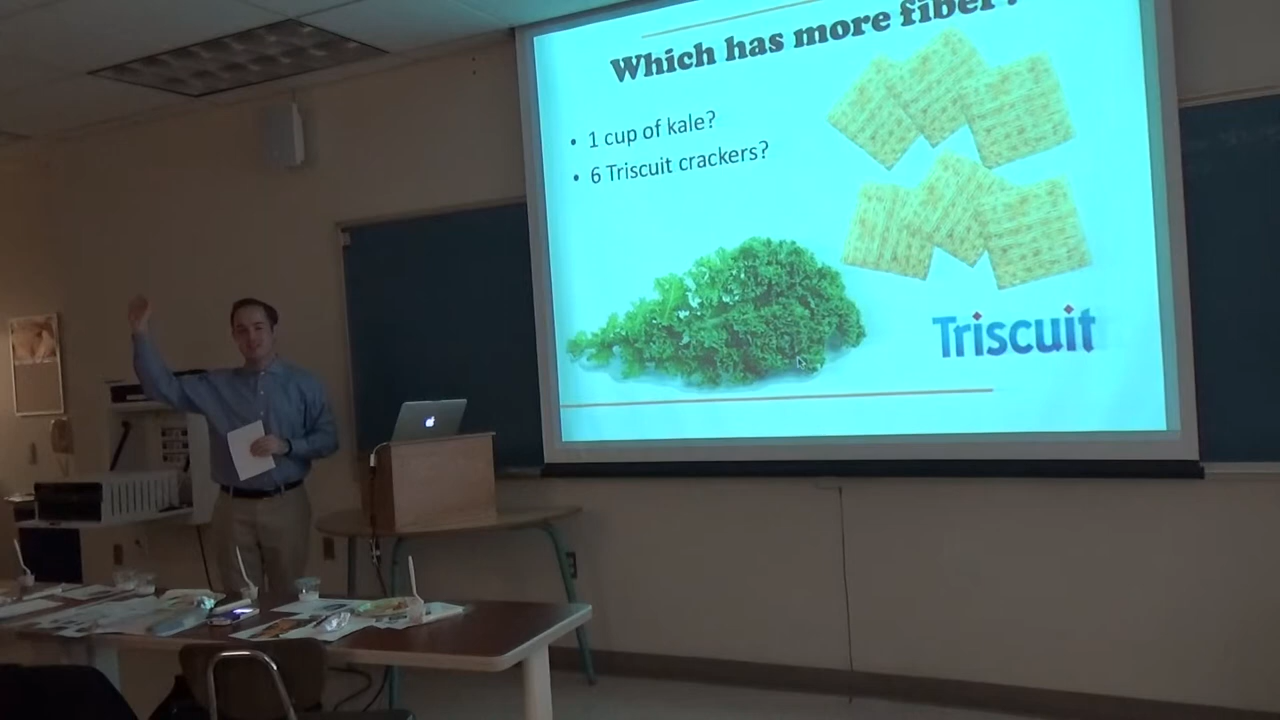 Which has more fiber?
• 1 cup of kale?
• 6 Triscuit crackers?
Triscuit